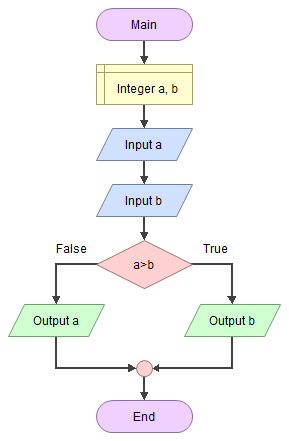 Main
Integer a, b
Input a
Input b
a>b
False
True
Output a
Output b
End